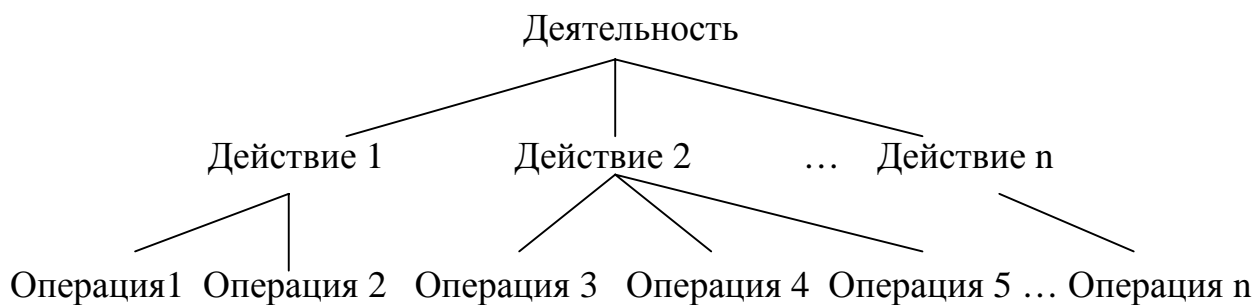 Деятельность
Действие 1 Действие 2 … Действие n
Операция1 Операция 2 Операция 3 Операция 4 Операция 5 … Операция n